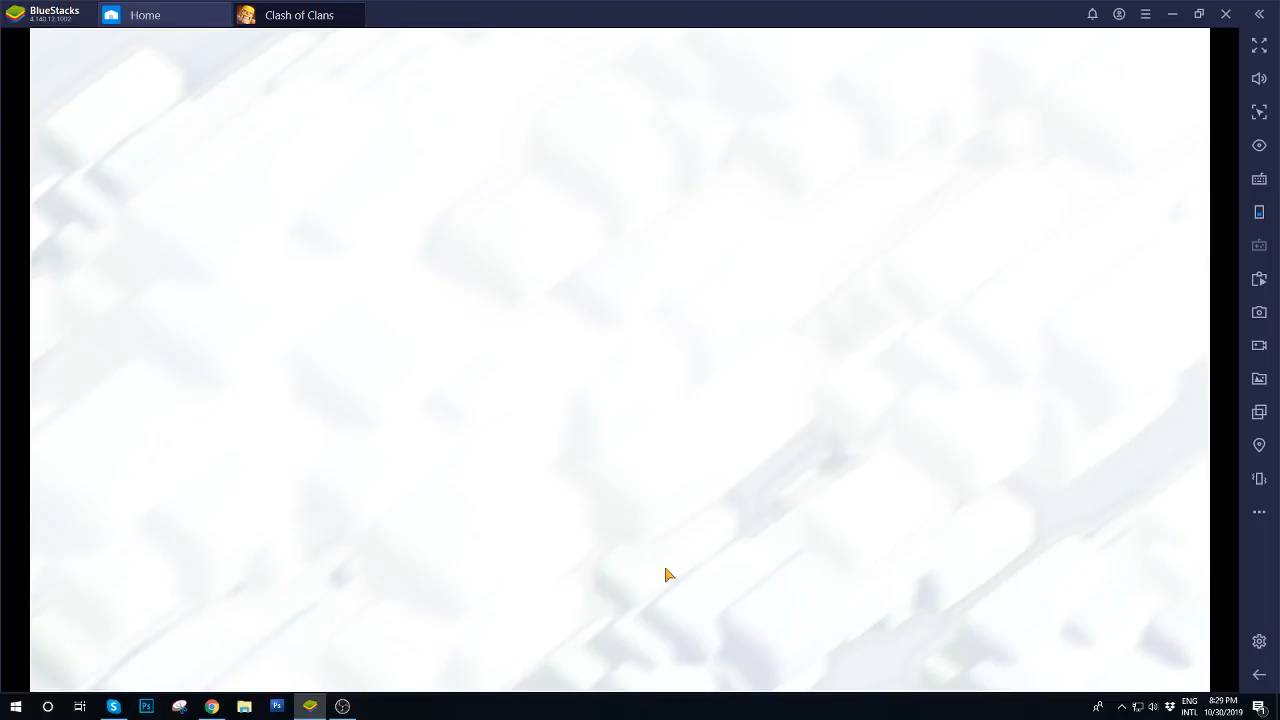 BlueStacks
4.140.12.1002
Home
Clash of Clans
ENG
INTL
8:29 PM
10/30/2019